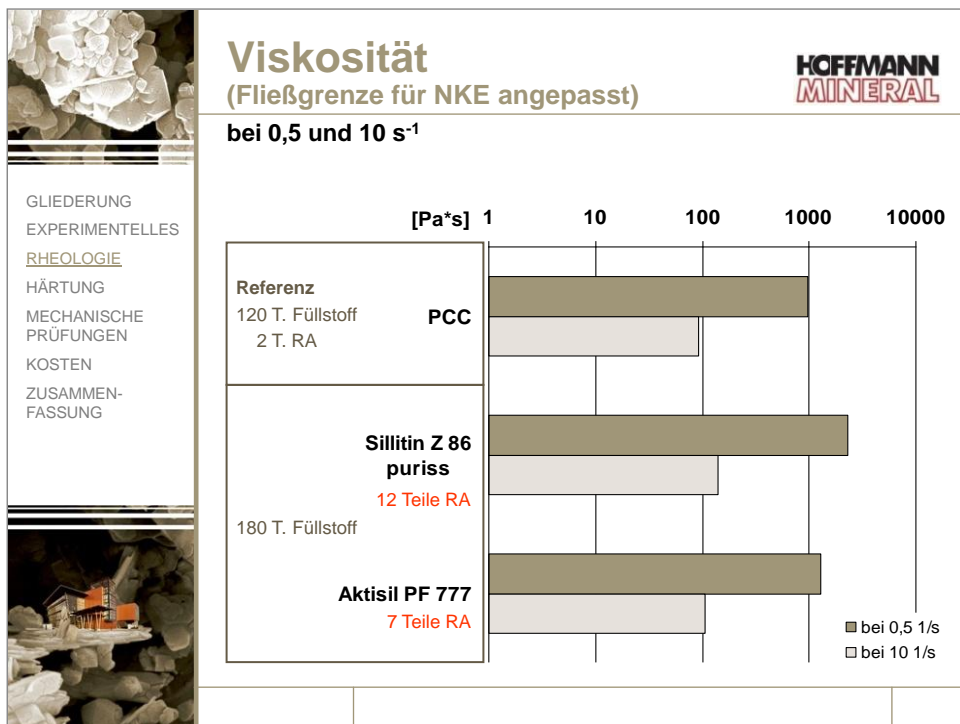 Viskosität
(Fließgrenze für NKE angepasst)
HOFFMANN
MINERAL
bei 0,5 und 10 s⁻¹
GLIEDERUNG
EXPERIMENTELLES
RHEOLOGIE
HÄRTUNG
MECHANISCHE
PRÜFUNGEN
KOSTEN
ZUSAMMEN-
FASSUNG
[Pa*s] 1 10 100 1000 10000
Referenz
120 T. Füllstoff
2 T. RA
PCC
Sillitin Z 86
puriss
12 Teile RA
180 T. Füllstoff
Aktisil PF 777
7 Teile RA
bei 0,5 1/s
bei 10 1/s